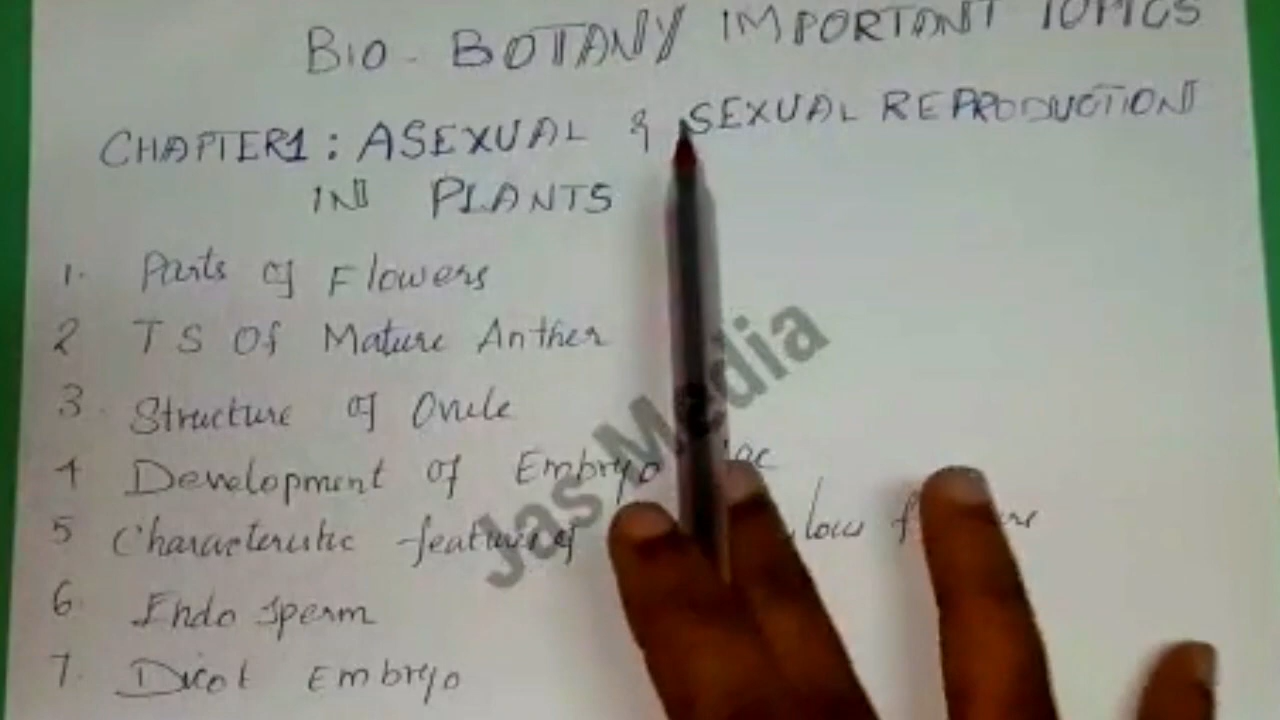 BIO - BOTANY IMPORTANT TOPICS
CHAPTER1 : ASEXUAL & SEXUAL REPRODUCTION
IN PLANTS
1. Parts of Flowers
2 T S Of Mature Anther
3. Structure of Ovule
4 Development of Embryo
5 Characteristic features of
6. Endo sperm
7. Dicot Embryo
Jas Media